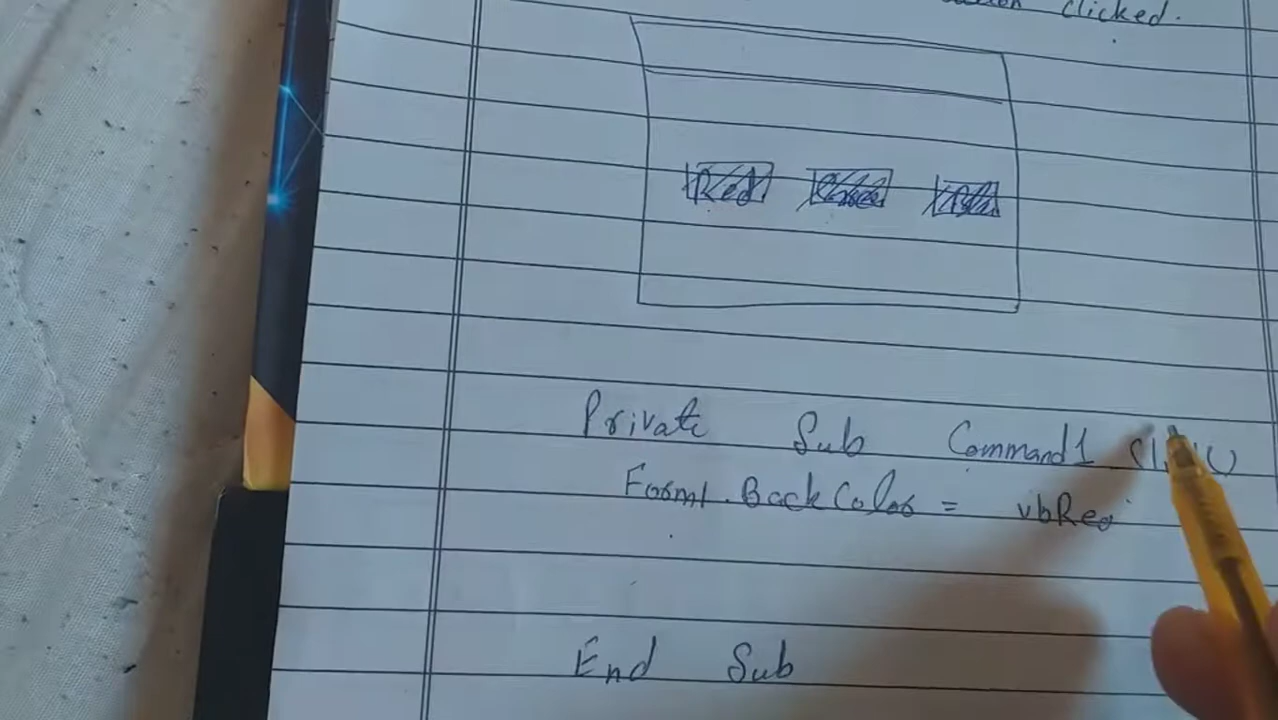 clicked.
Red
Private Sub Command1
Form1.BackColor = vbRed
End Sub